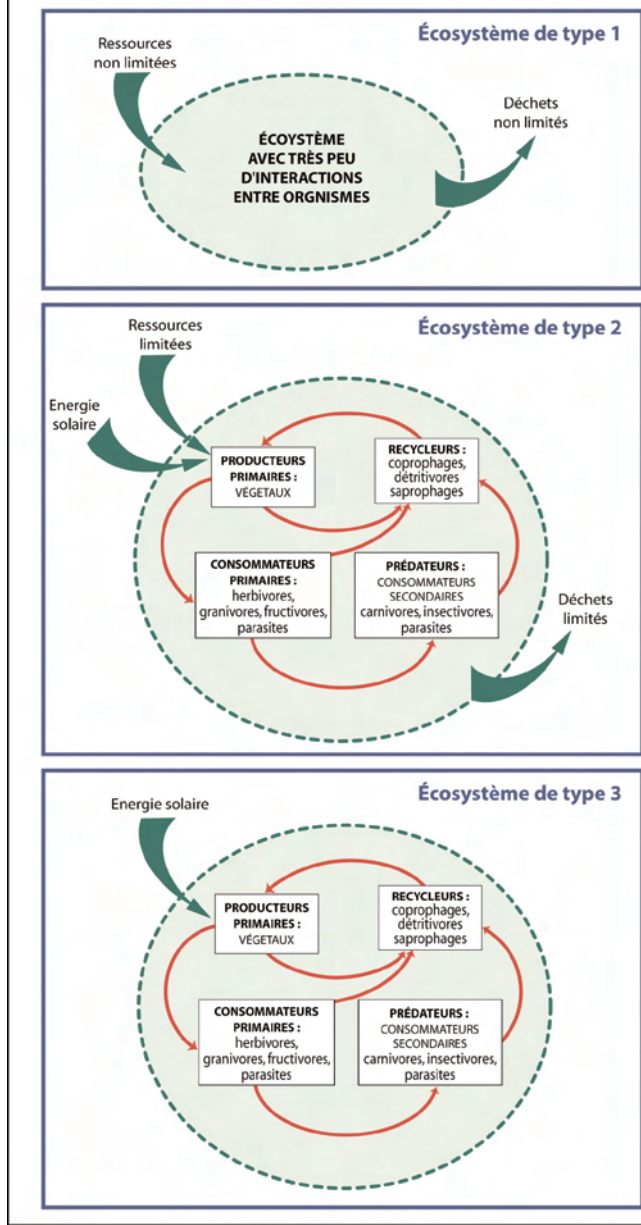 Écosystème de type 1
Ressources
non limitées
Déchets
non limités
ÉCOYSTÈME
AVEC TRÈS PEU
D'INTERACTIONS
ENTRE ORGNISMES
Écosystème de type 2
Ressources
limitées
Energie
solaire
PRODUCTEURS
PRIMAIRES :
VÉGETAUX
RECYCLEURS :
coprophages,
détritivores
saprophages
CONSOMMATEURS
PRIMAIRES :
herbivores,
granivores, fructivores,
parasites
PRÉDATEURS :
CONSOMMATEURS
SECONDAIRES
carnivores, insectivores,
parasites
Déchets
limités
Écosystème de type 3
Energie solaire
PRODUCTEURS
PRIMAIRES :
VÉGETAUX
RECYCLEURS :
coprophages,
détritivores
saprophages
CONSOMMATEURS
PRIMAIRES :
herbivores,
granivores, fructivores,
parasites
PRÉDATEURS :
CONSOMMATEURS
SECONDAIRES
carnivores, insectivores,
parasites